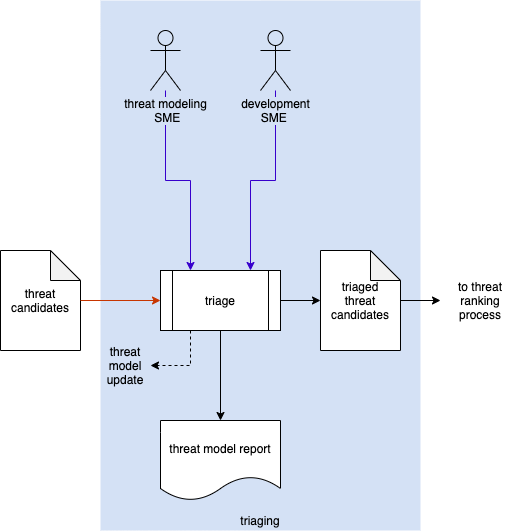 threat modeling
SME
development
SME
threat
candidates
triage
triaged
threat
candidates
to threat
ranking
process
threat
model
update
threat model report
triaging